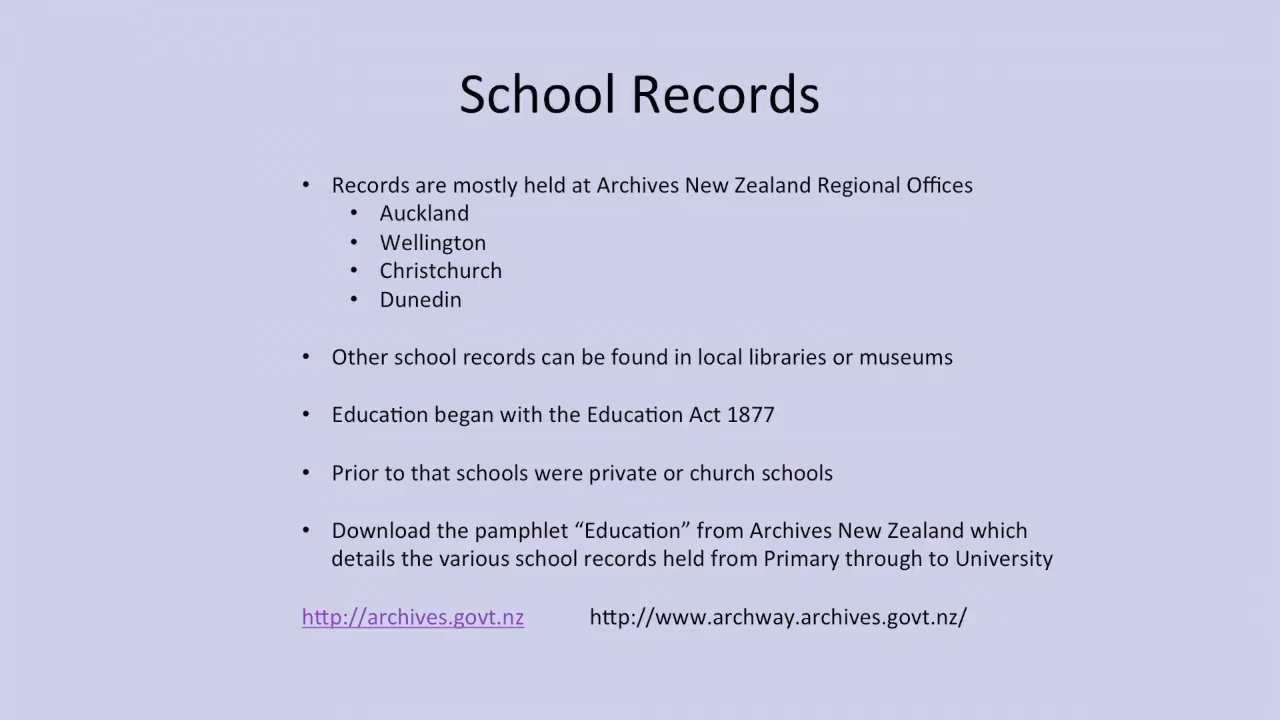 School Records
• Records are mostly held at Archives New Zealand Regional Offices
• Auckland
• Wellington
• Christchurch
• Dunedin
• Other school records can be found in local libraries or museums
• Education began with the Education Act 1877
• Prior to that schools were private or church schools
• Download the pamphlet “Education” from Archives New Zealand which
details the various school records held from Primary through to University
http://archives.govt.nz http://www.archway.archives.govt.nz/